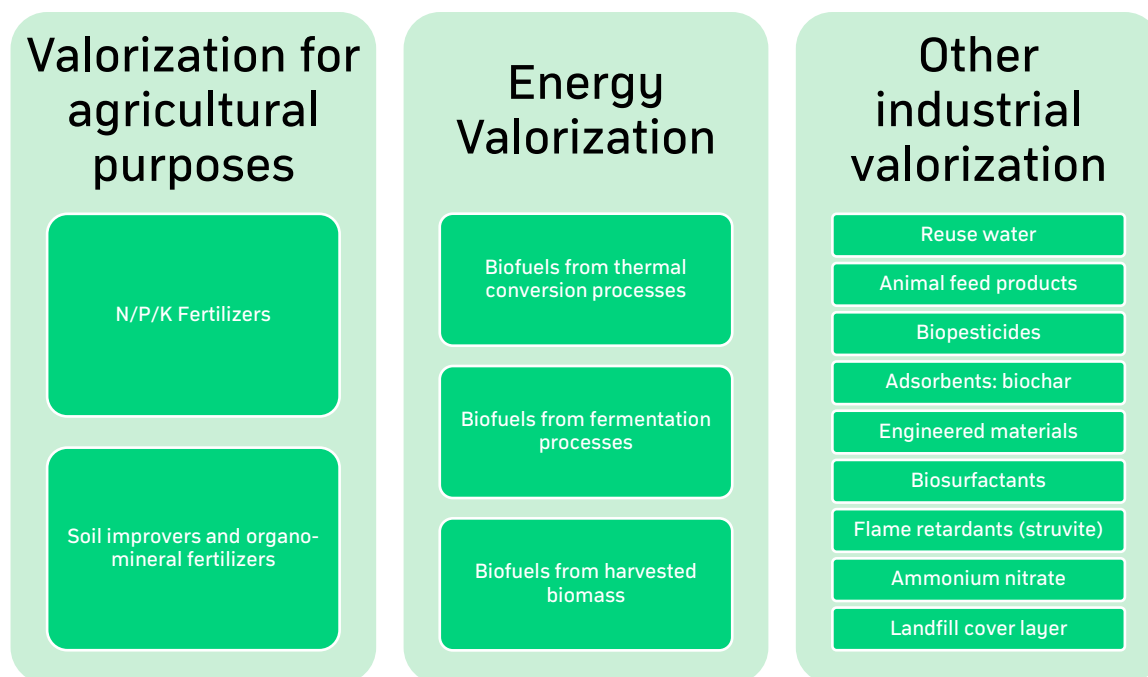 Valorization for
agricultural
purposes
N/P/K Fertilizers
Soil improvers and organo-
mineral fertilizers
Energy
Valorization
Biofuels from thermal
conversion processes
Biofuels from fermentation
processes
Biofuels from harvested
biomass
Other
industrial
valorization
Reuse water
Animal feed products
Biopesticides
Adsorbents: biochar
Engineered materials
Biosurfactants
Flame retardants (struvite)
Ammonium nitrate
Landfill cover layer